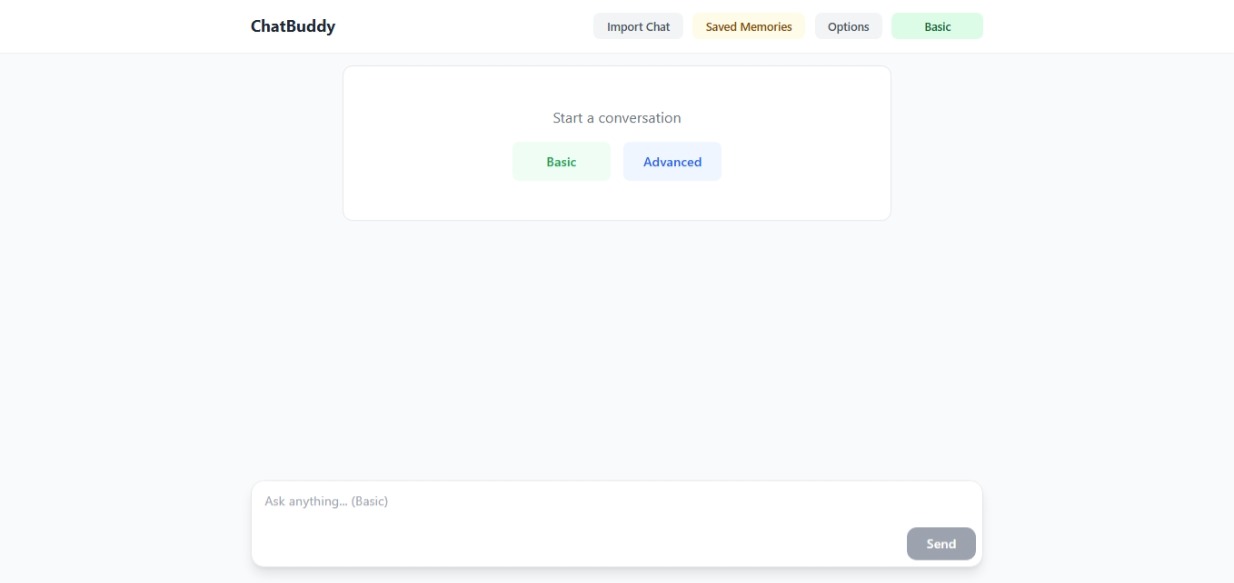 ChatBuddy
Import Chat
Saved Memories
Options
Basic
Start a conversation
Basic
Advanced
Ask anything... (Basic)
Send